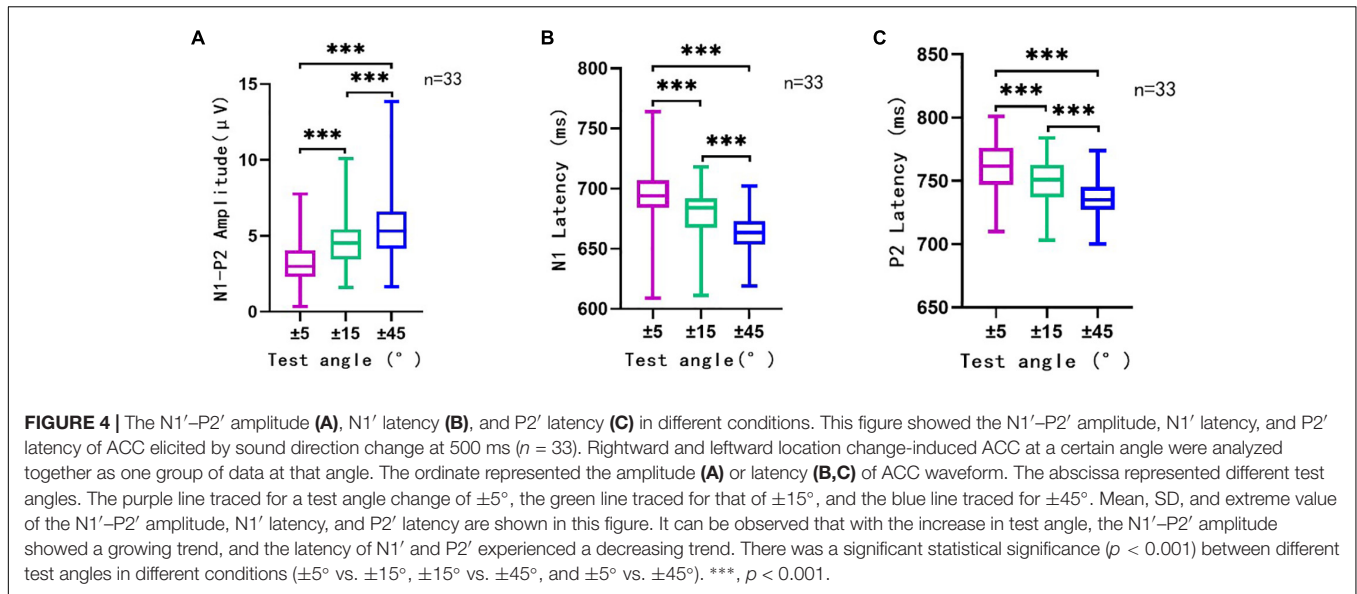 A
B
C
***
***
***
n=33
15
10
5
0
N1-P2 Amplitude(μV)
±5
±15
±45
Test angle (°)
***
***
***
n=33
800
750
700
650
600
N1 Latency (ms)
±5
±15
±45
Test angle(°)
***
***
***
n=33
850
800
750
700
650
P2 Latency (ms)
±5
±15
±45
Test angle (°)
FIGURE 4 | The N1′–P2′ amplitude (A), N1′ latency (B), and P2′ latency (C) in different conditions. This figure showed the N1′–P2′ amplitude, N1′ latency, and P2′
latency of ACC elicited by sound direction change at 500 ms (n = 33). Rightward and leftward location change-induced ACC at a certain angle were analyzed
together as one group of data at that angle. The ordinate represented the amplitude (A) or latency (B,C) of ACC waveform. The abscissa represented different test
angles. The purple line traced for a test angle change of ±5°, the green line traced for that of ±15°, and the blue line traced for ±45°. Mean, SD, and extreme value
of the N1′–P2′ amplitude, N1′ latency, and P2′ latency are shown in this figure. It can be observed that with the increase in test angle, the N1′–P2′ amplitude
showed a growing trend, and the latency of N1′ and P2′ experienced a decreasing trend. There was a significant statistical significance (p < 0.001) between different
test angles in different conditions (±5° vs. ±15°, ±15° vs. ±45°, and ±5° vs. ±45°). ***, p < 0.001.